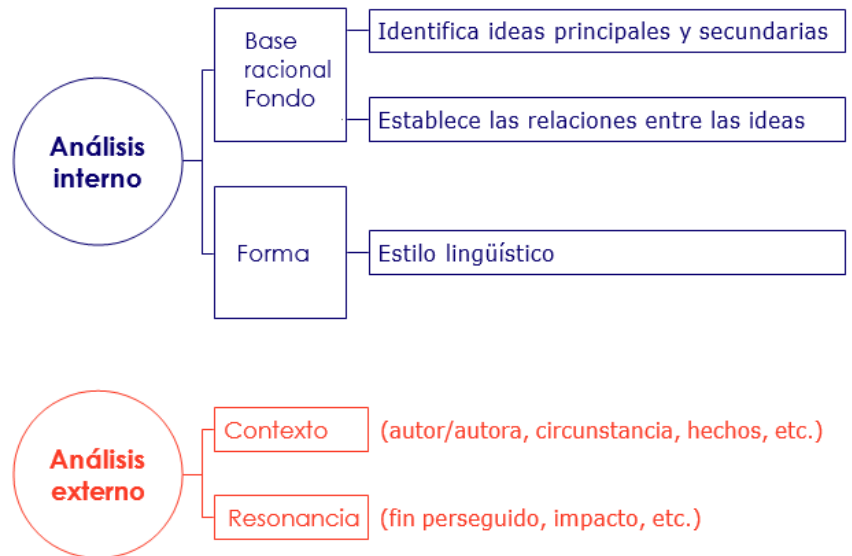 Análisis
interno
Base
racional
Fondo
Identifica ideas principales y secundarias
Establece las relaciones entre las ideas
Forma
Estilo lingüístico
Análisis
externo
Contexto (autor/autora, circunstancia, hechos, etc.)
Resonancia (fin perseguido, impacto, etc.)